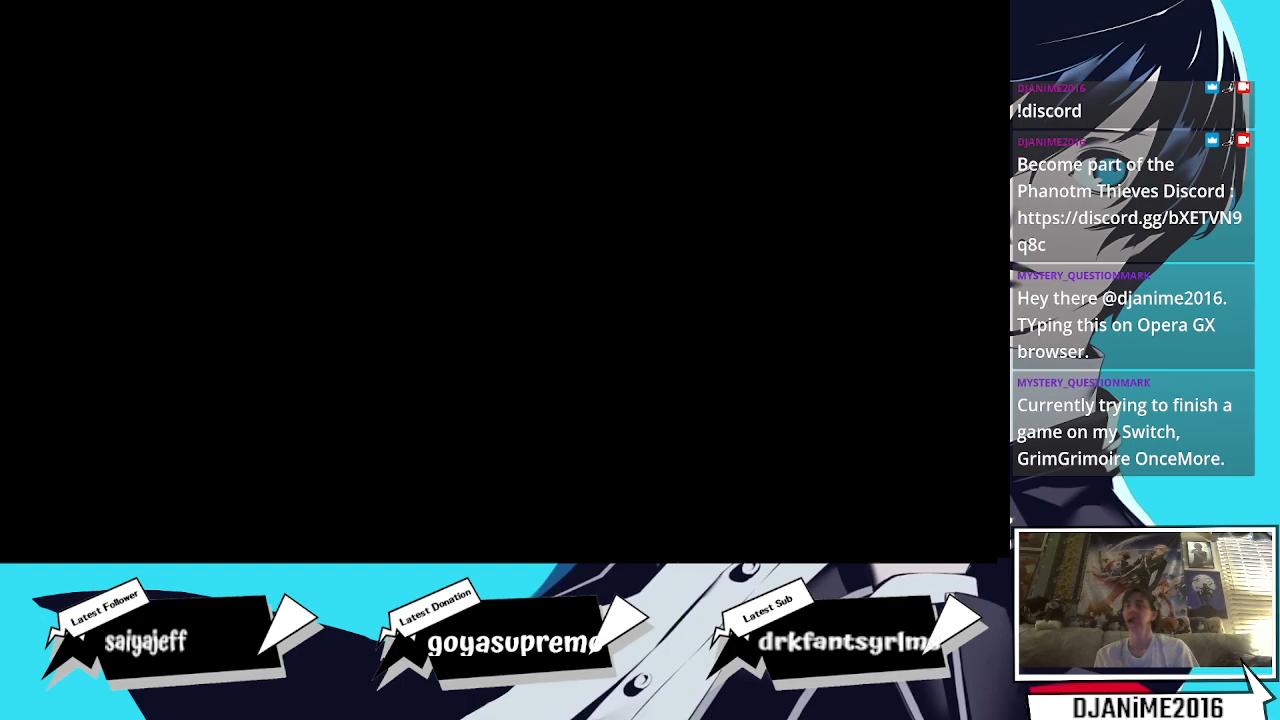 DJANiME2016
!discord
DJANiME2016
Become part of the
Phanotm Thieves Discord :
https://discord.gg/bXETVN9
q8c
MYSTERY_QUESTIONMARK
Hey there @djanime2016.
TYping this on Opera GX
browser.
MYSTERY_QUESTIONMARK
Currently trying to finish a
game on my Switch,
GrimGrimoire OnceMore.
Latest Follower
saiyajeff
Latest Donation
goyasupreme
Latest Sub
DJANiME2016